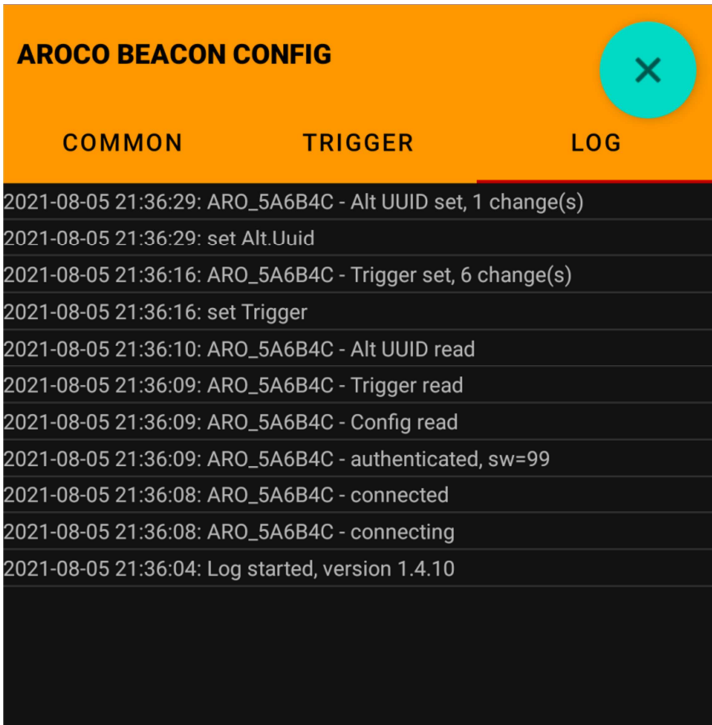 AROCO BEACON CONFIG
COMMON TRIGGER LOG
2021-08-05 21:36:29: ARO_5A6B4C - Alt UUID set, 1 change(s)
2021-08-05 21:36:29: set Alt.Uuid
2021-08-05 21:36:16: ARO_5A6B4C - Trigger set, 6 change(s)
2021-08-05 21:36:16: set Trigger
2021-08-05 21:36:10: ARO_5A6B4C - Alt UUID read
2021-08-05 21:36:09: ARO_5A6B4C - Trigger read
2021-08-05 21:36:09: ARO_5A6B4C - Config read
2021-08-05 21:36:09: ARO_5A6B4C - authenticated, sw=99
2021-08-05 21:36:08: ARO_5A6B4C - connected
2021-08-05 21:36:08: ARO_5A6B4C - connecting
2021-08-05 21:36:04: Log started, version 1.4.10